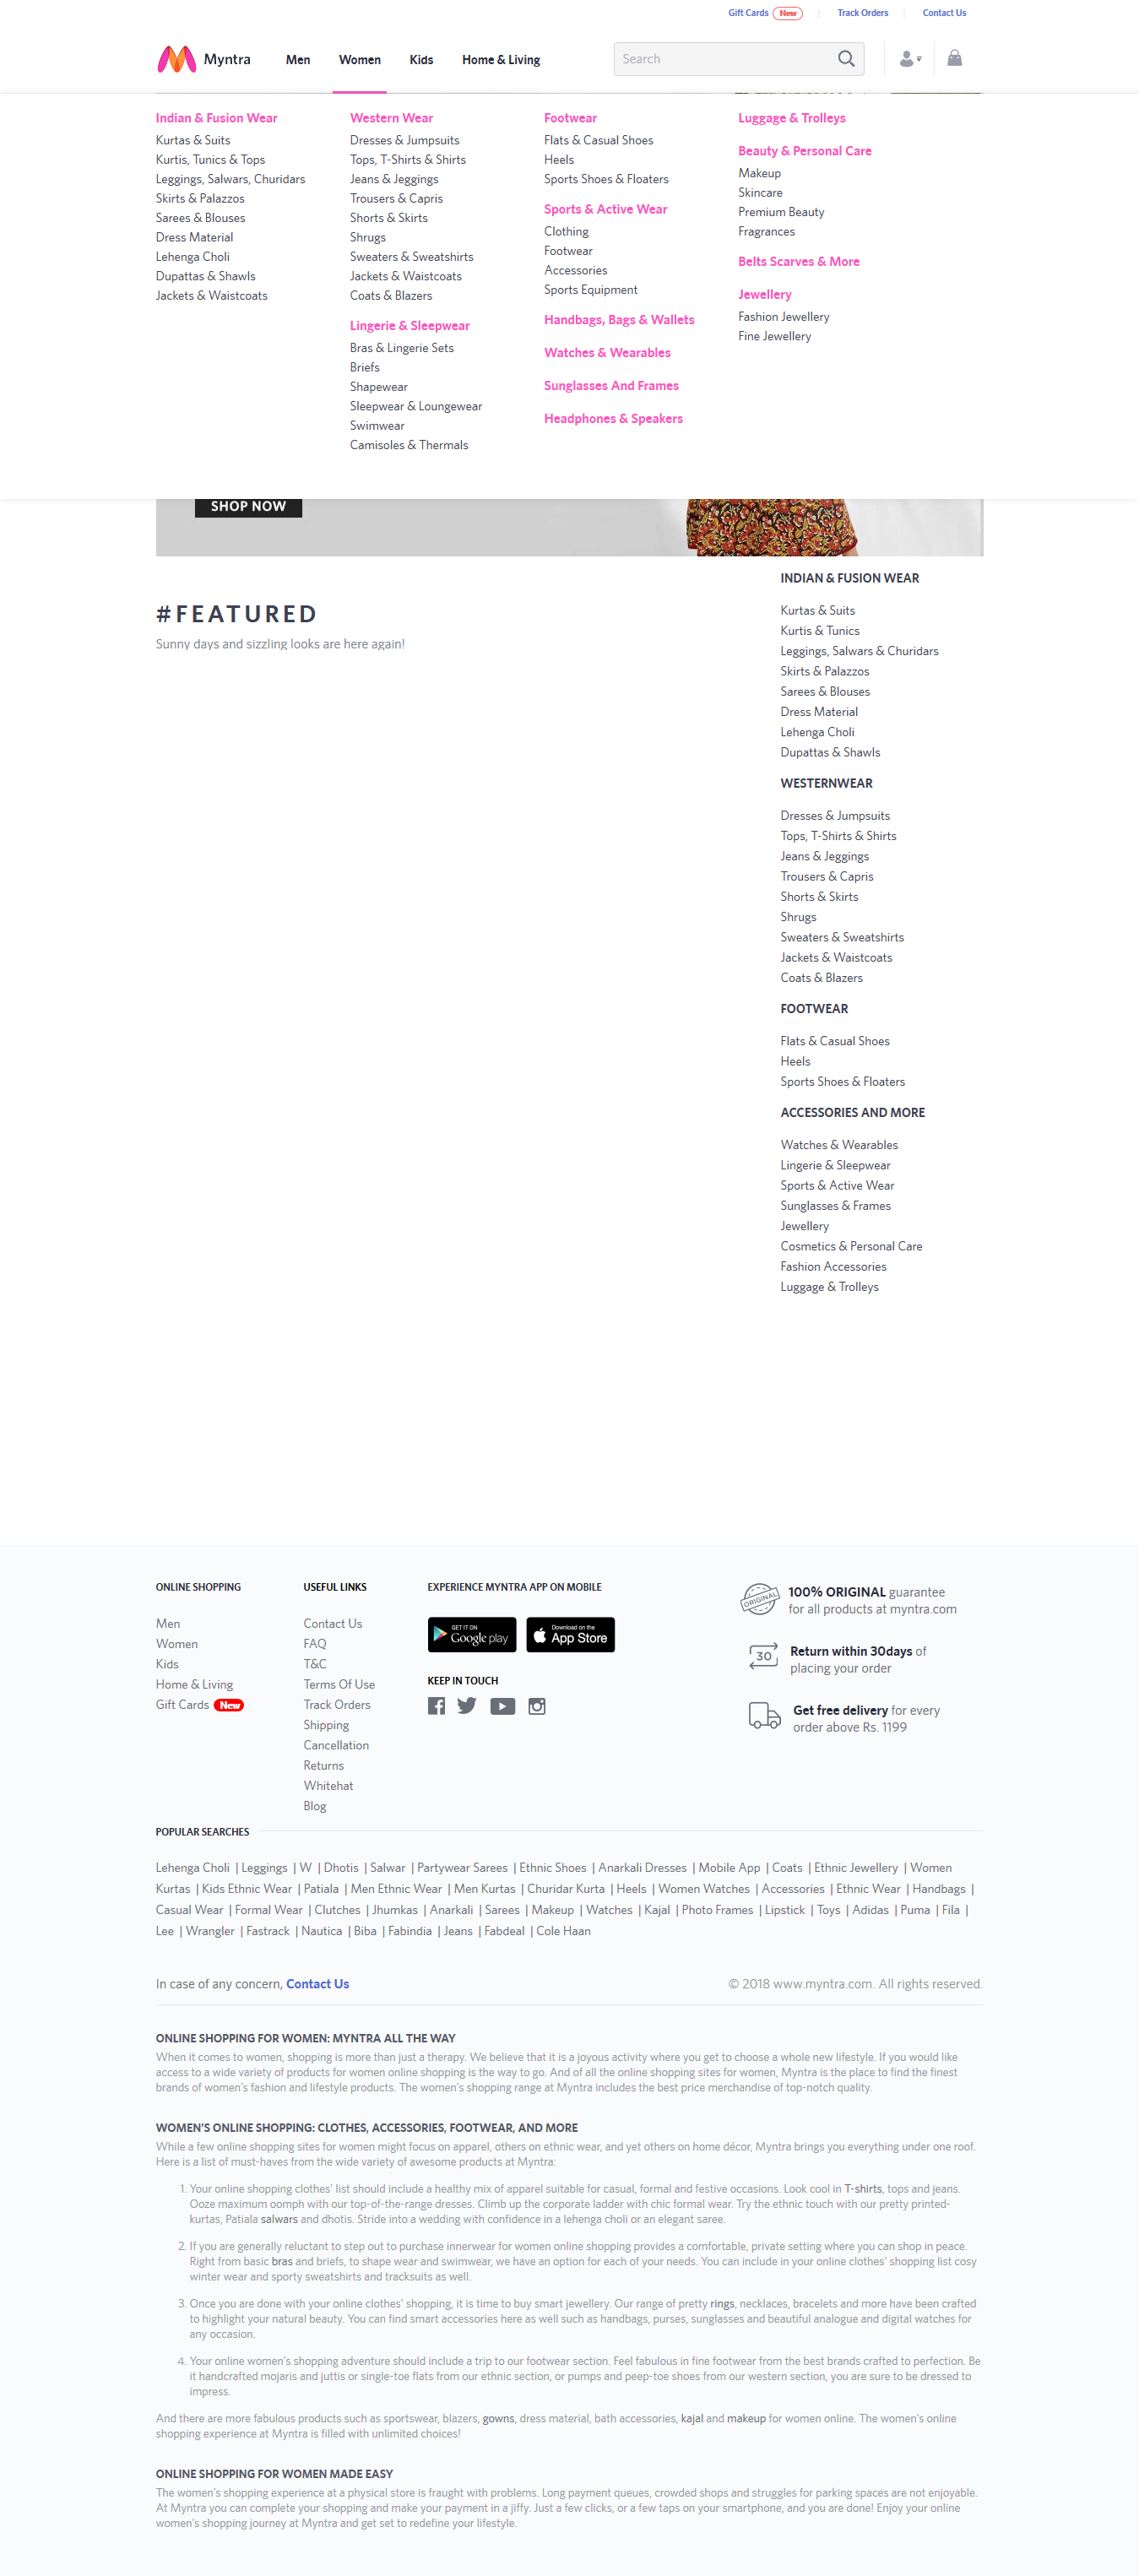 Gift Cards New
Track Orders
Contact Us
Myntra
Men
Women
Kids
Home & Living
Search
Indian & Fusion Wear
Kurtas & Suits
Kurtis, Tunics & Tops
Leggings, Salwars, Churidars
Skirts & Palazzos
Sarees & Blouses
Dress Material
Lehenga Choli
Dupattas & Shawls
Jackets & Waistcoats
Western Wear
Dresses & Jumpsuits
Tops, T-Shirts & Shirts
Jeans & Jeggings
Trousers & Capris
Shorts & Skirts
Shrugs
Sweaters & Sweatshirts
Jackets & Waistcoats
Coats & Blazers
Lingerie & Sleepwear
Bras & Lingerie Sets
Briefs
Shapewear
Sleepwear & Loungewear
Swimwear
Camisoles & Thermals
Footwear
Flats & Casual Shoes
Heels
Sports Shoes & Floaters
Sports & Active Wear
Clothing
Footwear
Accessories
Sports Equipment
Handbags, Bags & Wallets
Watches & Wearables
Sunglasses And Frames
Headphones & Speakers
Luggage & Trolleys
Beauty & Personal Care
Makeup
Skincare
Premium Beauty
Fragrances
Belts Scarves & More
Jewellery
Fashion Jewellery
Fine Jewellery
SHOP NOW
#FEATURED
Sunny days and sizzling looks are here again!
INDIAN & FUSION WEAR
Kurtas & Suits
Kurtis & Tunics
Leggings, Salwars & Churidars
Skirts & Palazzos
Sarees & Blouses
Dress Material
Lehenga Choli
Dupattas & Shawls
WESTERNWEAR
Dresses & Jumpsuits
Tops, T-Shirts & Shirts
Jeans & Jeggings
Trousers & Capris
Shorts & Skirts
Shrugs
Sweaters & Sweatshirts
Jackets & Waistcoats
Coats & Blazers
FOOTWEAR
Flats & Casual Shoes
Heels
Sports Shoes & Floaters
ACCESSORIES AND MORE
Watches & Wearables
Lingerie & Sleepwear
Sports & Active Wear
Sunglasses & Frames
Jewellery
Cosmetics & Personal Care
Fashion Accessories
Luggage & Trolleys
ONLINE SHOPPING
Men
Women
Kids
Home & Living
Gift Cards New
USEFUL LINKS
Contact Us
FAQ
T&C
Terms Of Use
Track Orders
Shipping
Cancellation
Returns
Whitehat
Blog
EXPERIENCE MYNTRA APP ON MOBILE
GET IT ON
Google play
Download on the
App Store
KEEP IN TOUCH
ORIGINAL
100% ORIGINAL guarantee
for all products at myntra.com
30
Return within 30days of
placing your order
Get free delivery for every
order above Rs. 1199
POPULAR SEARCHES
Lehenga Choli | Leggings | W | Dhotis | Salwar | Partywear Sarees | Ethnic Shoes | Anarkali Dresses | Mobile App | Coats | Ethnic Jewellery | Women
Kurtas | Kids Ethnic Wear | Patiala | Men Ethnic Wear | Men Kurtas | Churidar Kurta | Heels | Women Watches | Accessories | Ethnic Wear | Handbags |
Casual Wear | Formal Wear | Clutches | Jhumkas | Anarkali | Sarees | Makeup | Watches | Kajal | Photo Frames | Lipstick | Toys | Adidas | Puma | Fila |
Lee | Wrangler | Fastrack | Nautica | Biba | Fabindia | Jeans | Fabdeal | Cole Haan
In case of any concern, Contact Us
© 2018 www.myntra.com. All rights reserved.
ONLINE SHOPPING FOR WOMEN: MYNTRA ALL THE WAY
When it comes to women, shopping is more than just a therapy. We believe that it is a joyous activity where you get to choose a whole new lifestyle. If you would like
access to a wide variety of products for women online shopping is the way to go. And of all the online shopping sites for women, Myntra is the place to find the finest
brands of women's fashion and lifestyle products. The women's shopping range at Myntra includes the best price merchandise of top-notch quality.
WOMEN'S ONLINE SHOPPING: CLOTHES, ACCESSORIES, FOOTWEAR, AND MORE
While a few online shopping sites for women might focus on apparel, others on ethnic wear, and yet others on home décor, Myntra brings you everything under one roof.
Here is a list of must-haves from the wide variety of awesome products at Myntra:
1. Your online shopping clothes' list should include a healthy mix of apparel suitable for casual, formal and festive occasions. Look cool in T-shirts, tops and jeans.
Ooze maximum oomph with our top-of-the-range dresses. Climb up the corporate ladder with chic formal wear. Try the ethnic touch with our pretty printed-
kurtas, Patiala salwars and dhotis. Stride into a wedding with confidence in a lehenga choli or an elegant saree.
2. If you are generally reluctant to step out to purchase innerwear for women online shopping provides a comfortable, private setting where you can shop in peace.
Right from basic bras and briefs, to shape wear and swimwear, we have an option for each of your needs. You can include in your online clothes' shopping list cosy
winter wear and sporty sweatshirts and tracksuits as well.
3. Once you are done with your online clothes' shopping, it is time to buy smart jewellery. Our range of pretty rings, necklaces, bracelets and more have been crafted
to highlight your natural beauty. You can find smart accessories here as well such as handbags, purses, sunglasses and beautiful analogue and digital watches for
any occasion.
4. Your online women's shopping adventure should include a trip to our footwear section. Feel fabulous in fine footwear from the best brands crafted to perfection. Be
it handcrafted mojaris and juttis or single-toe flats from our ethnic section, or pumps and peep-toe shoes from our western section, you are sure to be dressed to
impress.
And there are more fabulous products such as sportswear, blazers, gowns, dress material, bath accessories, kajal and makeup for women online. The women's online
shopping experience at Myntra is filled with unlimited choices!
ONLINE SHOPPING FOR WOMEN MADE EASY
The women's shopping experience at a physical store is fraught with problems. Long payment queues, crowded shops and struggles for parking spaces are not enjoyable.
At Myntra you can complete your shopping and make your payment in a jiffy. Just a few clicks, or a few taps on your smartphone, and you are done! Enjoy your online
women's shopping journey at Myntra and get set to redefine your lifestyle.